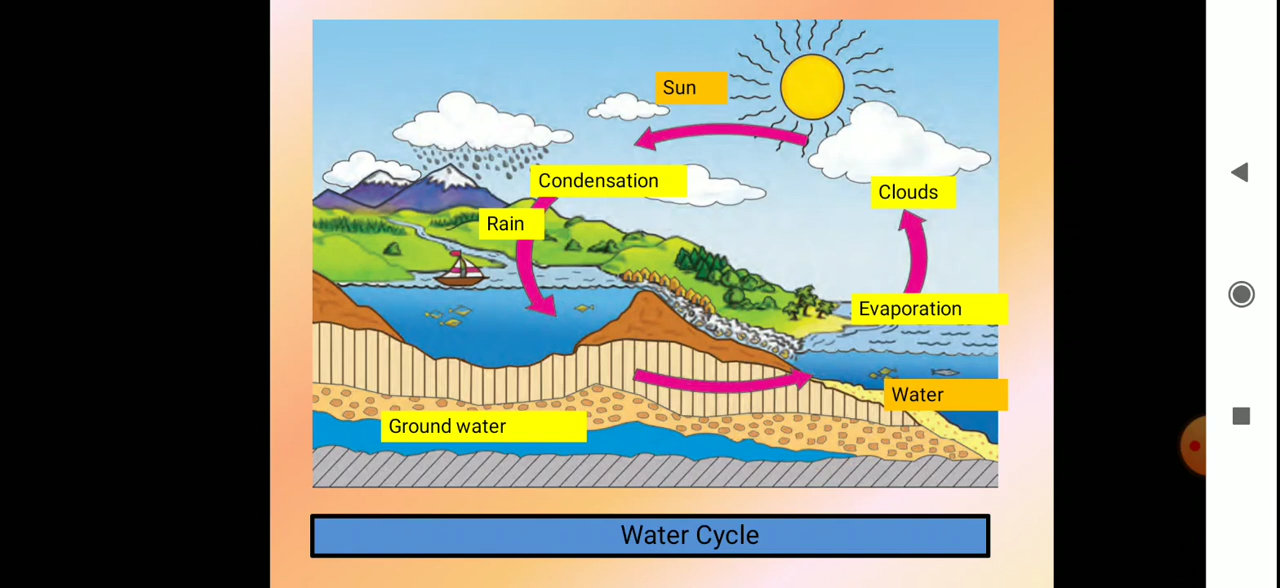 Sun
Condensation
Clouds
Rain
Evaporation
Water
Ground water
Water Cycle